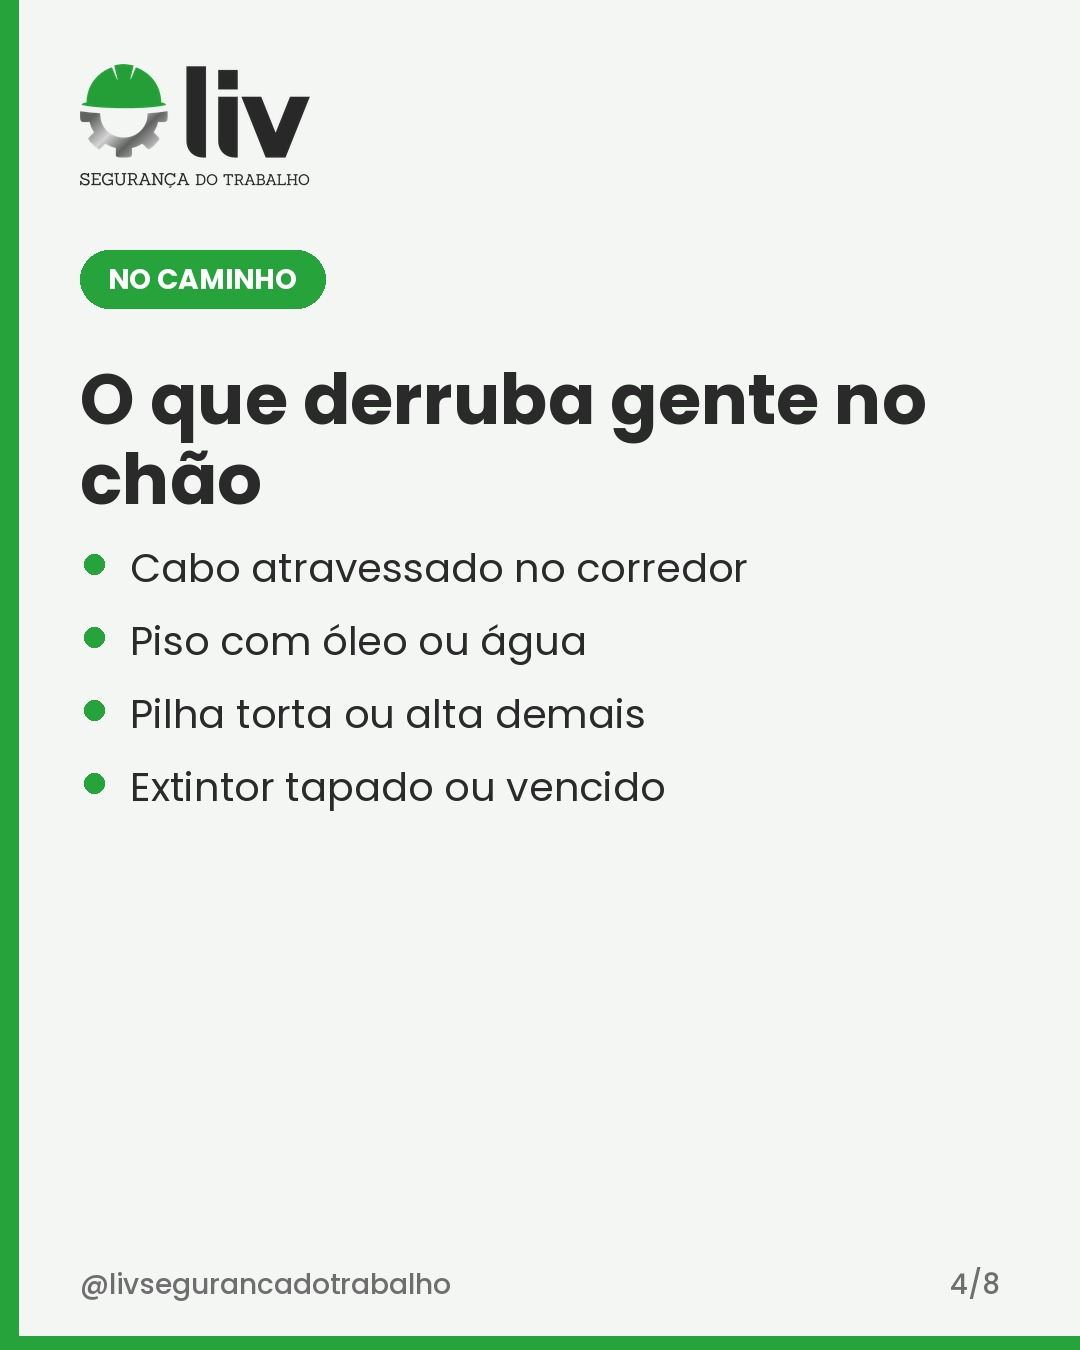 liv
SEGURANÇA DO TRABALHO
NO CAMINHO
O que derruba gente no
chão
Cabo atravessado no corredor
Piso com óleo ou água
Pilha torta ou alta demais
Extintor tapado ou vencido
@livsegurancadotrabalho
4/8